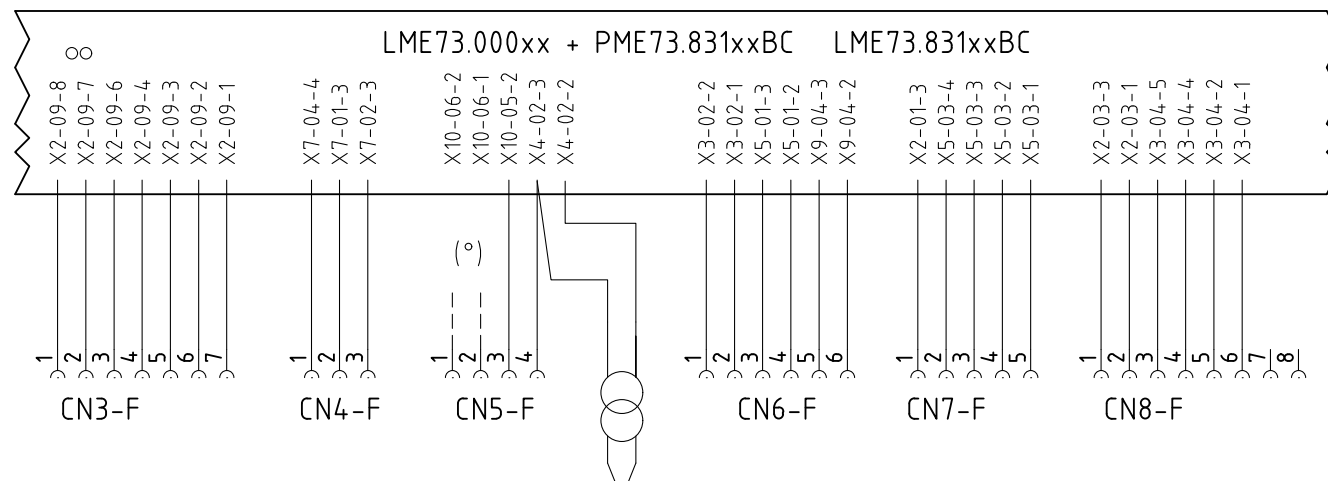 LME73.000xx + PME73.831xxBC LME73.831xxBC
X2-09-8
X2-09-7
X2-09-6
X2-09-4
X2-09-3
X2-09-2
X2-09-1
X7-04-4
X7-01-3
X7-02-3
X10-06-2
X10-06-1
X10-05-2
X4-02-3
X4-02-2
X3-02-2
X3-02-1
X5-01-3
X5-01-2
X9-04-3
X9-04-2
X2-01-3
X5-03-4
X5-03-3
X5-03-2
X5-03-1
X2-03-3
X2-03-1
X3-04-5
X3-04-4
X3-04-2
X3-04-1
(°)
1 2 3 4 5 6 7
1 2 3
1 2 3 4
1 2 3 4 5 6
1 2 3 4 5
1 2 3 4 5 6 7 8
CN3-F
CN4-F
CN5-F
CN6-F
CN7-F
CN8-F